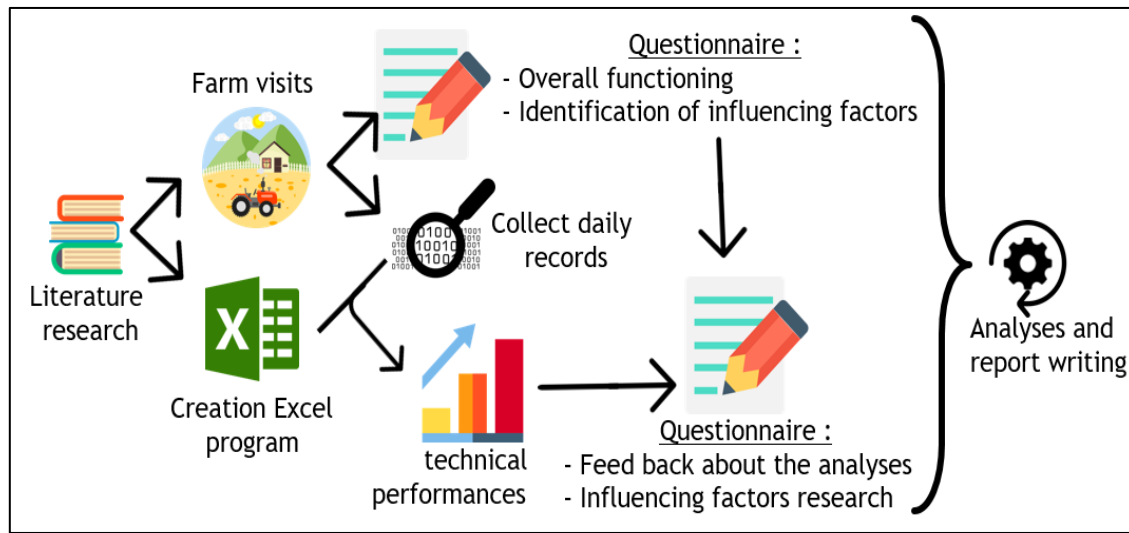 Farm visits
Literature
research
X
Creation Excel
program
Questionnaire :
- Overall functioning
- Identification of influencing factors
Collect daily
records
technical
performances
Questionnaire :
- Feed back about the analyses
- Influencing factors research
Analyses and
report writing